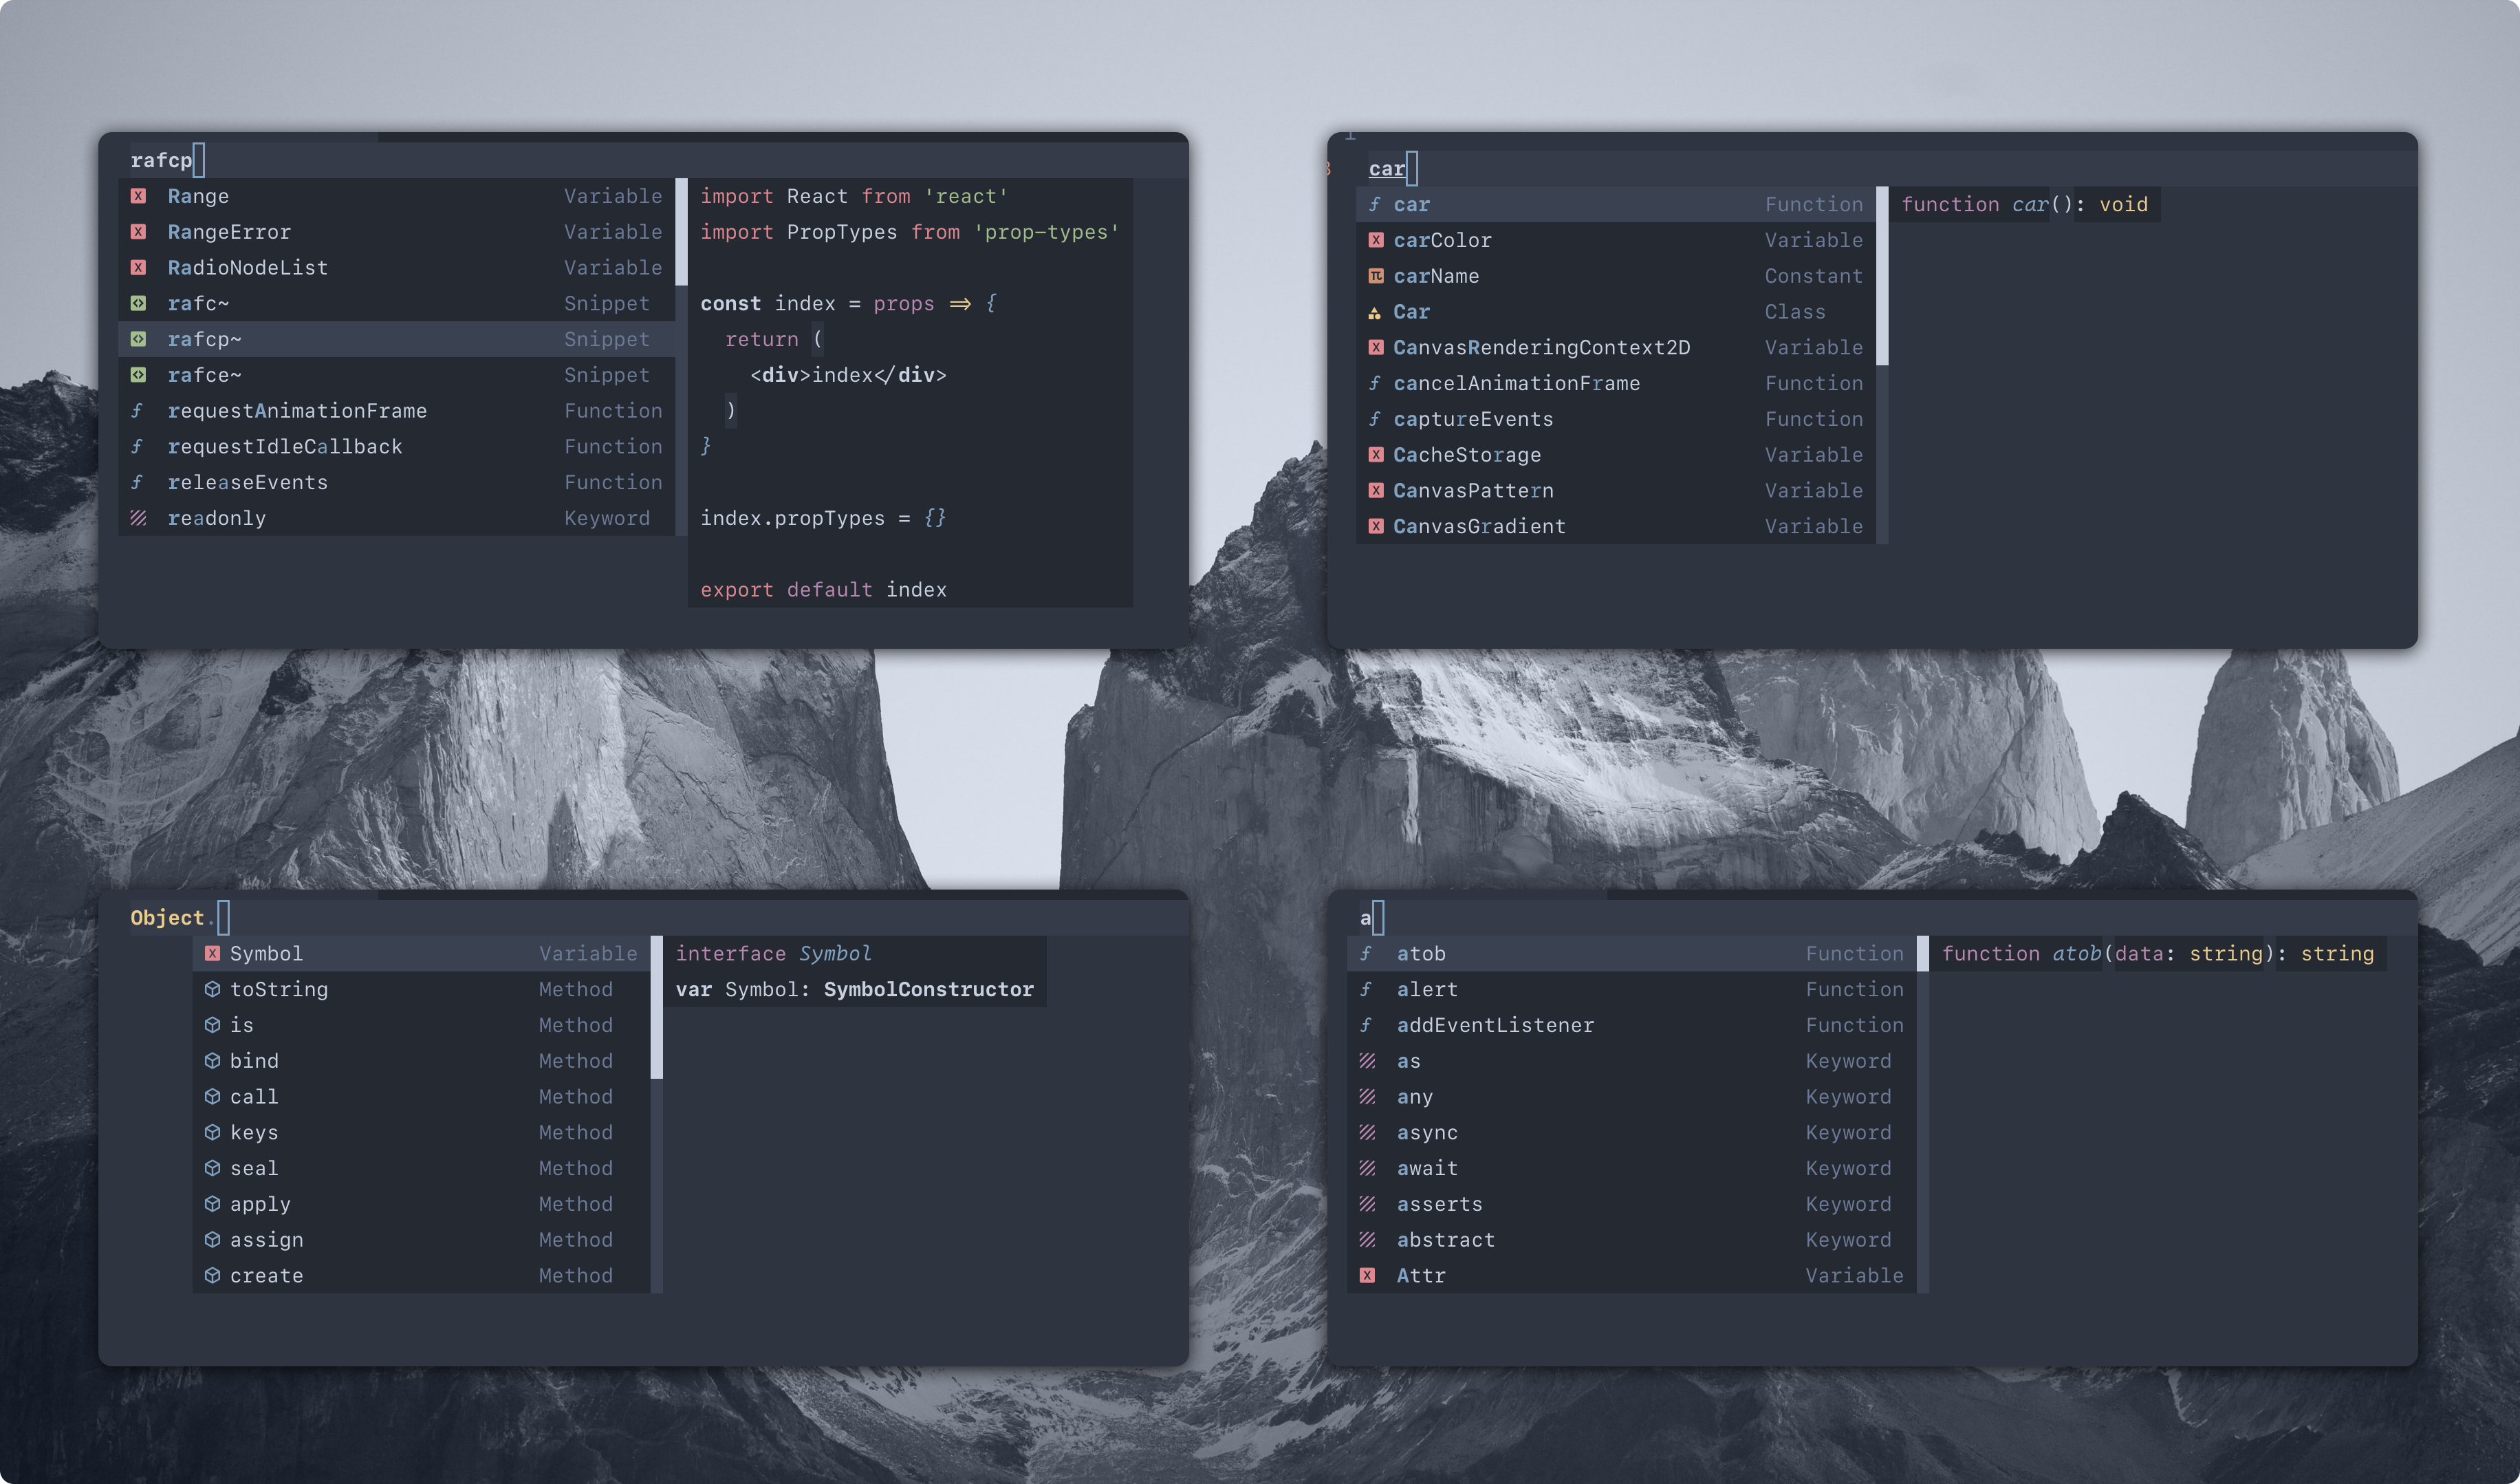 rafcp
Range Variable
RangeError Variable
RadioNodeList Variable
rafc~ Snippet
rafcp~ Snippet
rafce~ Snippet
requestAnimationFrame Function
requestIdleCallback Function
releaseEvents Function
readonly Keyword
import React from 'react'
import PropTypes from 'prop-types'
const index = props => {
return (
<div>index</div>
)
}
index.propTypes = {}
export default index
1
car
car Function
carColor Variable
carName Constant
Car Class
CanvasRenderingContext2D Variable
cancelAnimationFrame Function
captureEvents Function
CacheStorage Variable
CanvasPattern Variable
CanvasGradient Variable
function car(): void
Object.
Symbol Variable
toString Method
is Method
bind Method
call Method
keys Method
seal Method
apply Method
assign Method
create Method
interface Symbol
var Symbol: SymbolConstructor
a
atob Function
alert Function
addEventListener Function
as Keyword
any Keyword
async Keyword
await Keyword
asserts Keyword
abstract Keyword
Attr Variable
function atob(data: string): string